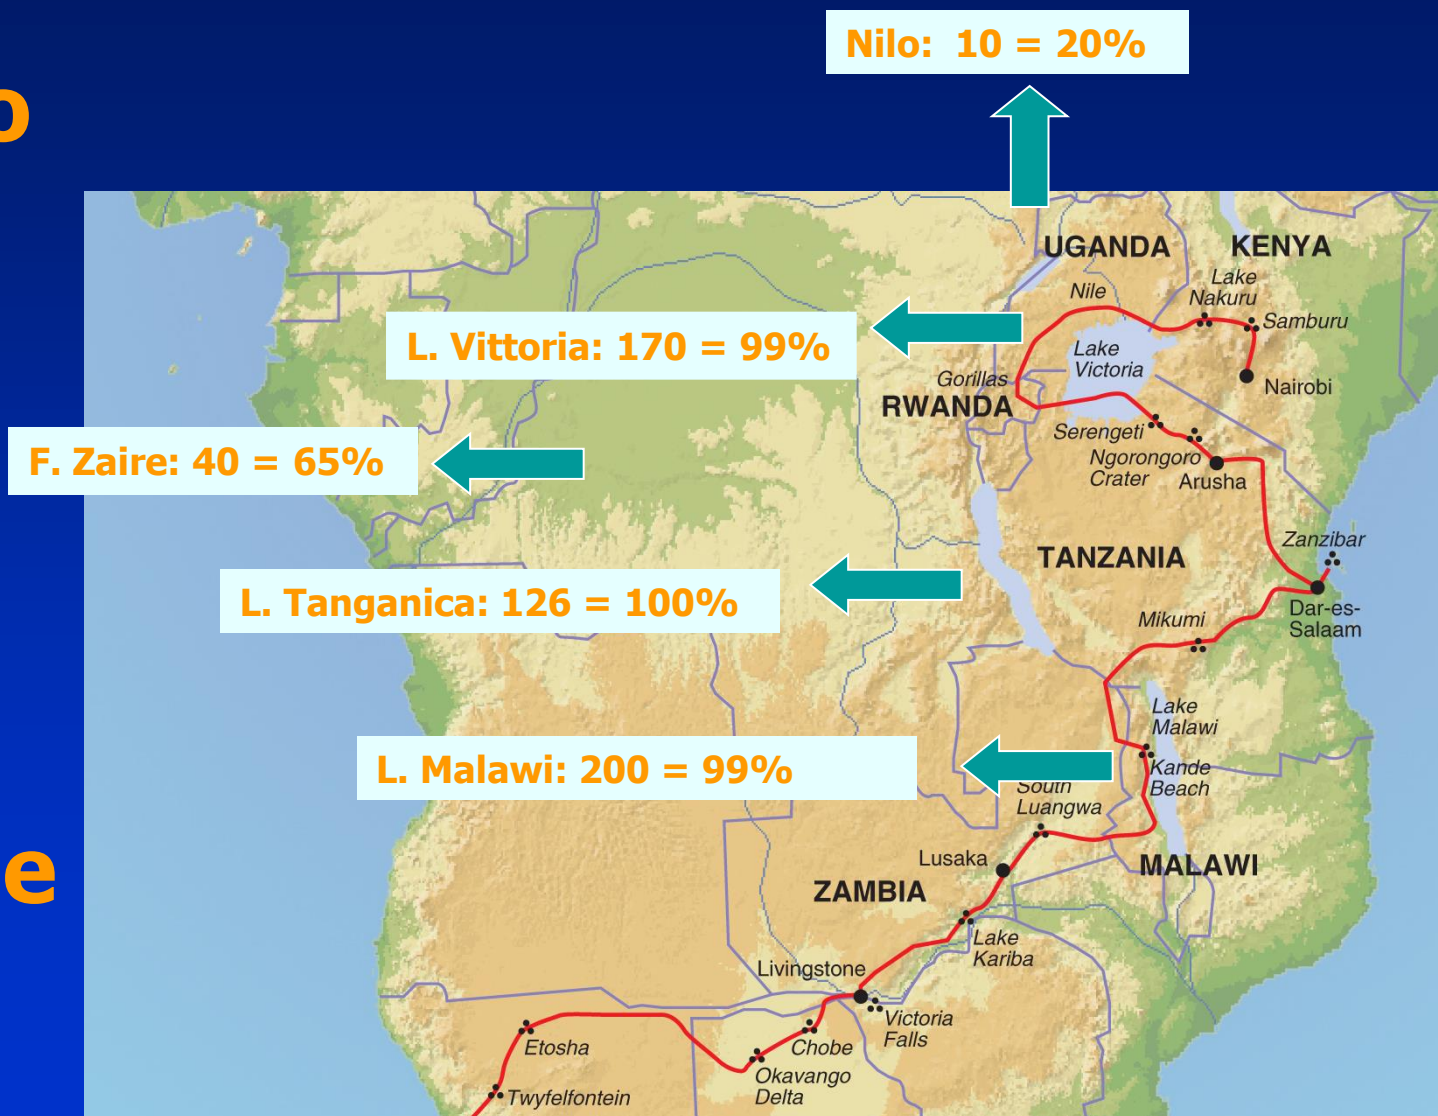 Nilo:  10 = 20%
o
UGANDA
KENYA
Lake
Nakuru
Nile
Samburu
L. Vittoria: 170 = 99%
Lake
Victoria
Gorillas
Nairobi
RWANDA
Serengeti
F. Zaire: 40 = 65%
Ngorongoro
Crater
Arusha
Zanzibar
TANZANIA
L. Tanganica: 126 = 100%
Dar-es-
Salaam
Mikumi
Lake
Malawi
L. Malawi: 200 = 99%
Kande
Beach
South
Luangwa
e
Lusaka
MALAWI
ZAMBIA
Lake
Kariba
Livingstone
Victoria
Falls
Etosha
Chobe
Okavango
Delta
Twyfelfontein